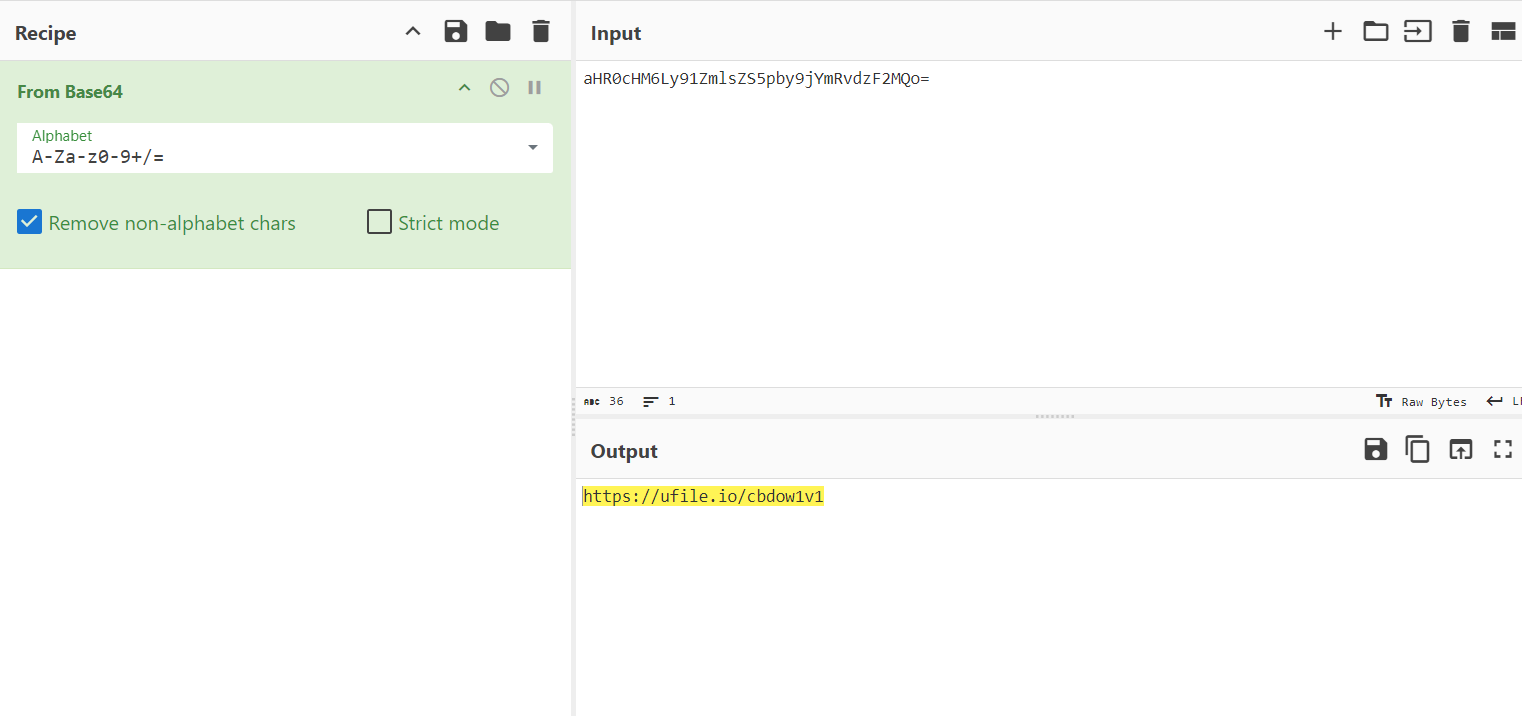 Recipe
From Base64
Alphabet
A-Za-z0-9+/=
Remove non-alphabet chars
Strict mode
Input
aHR0cHM6Ly91ZmlsZS5pby9jYmRvdzF2MQo=
ABC 36 1
Raw Bytes
Output
https://ufile.io/cbdow1v1